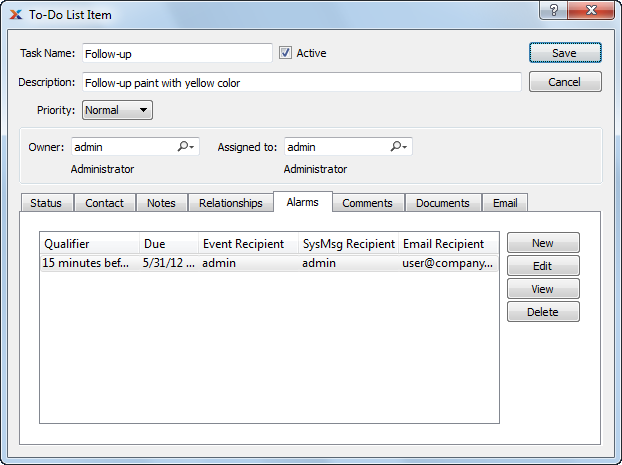 To-Do List Item
Task Name: Follow-up Active Save
Description: Follow-up paint with yellow color Cancel
Priority: Normal
Owner: admin Assigned to: admin
Administrator Administrator
Status Contact Notes Relationships Alarms Comments Documents Email
Qualifier Due Event Recipient SysMsg Recipient Email Recipient New
15 minutes bef... 5/31/12 ... admin admin user@company... Edit
View
Delete